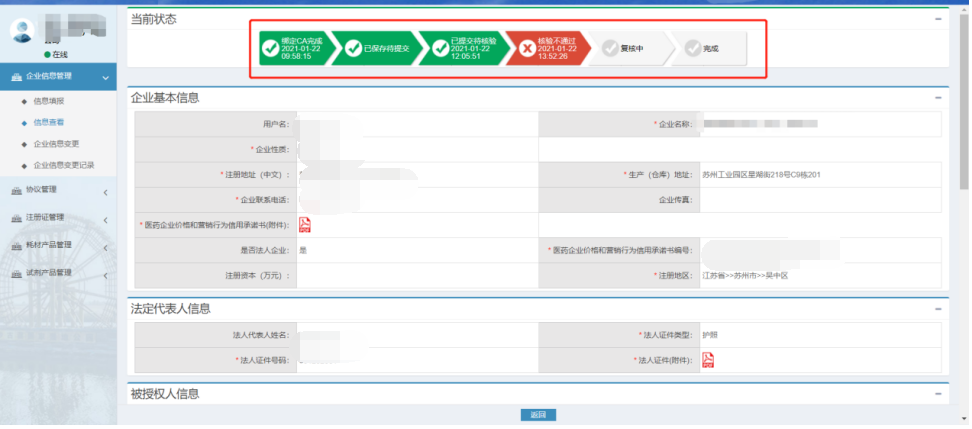 当前状态
在线
绑定CA完成
2021-01-22
09:58:15
已保存待提交
已提交待核验
2021-01-22
12:05:51
核验不通过
2021-01-22
13:52:26
复核中
完成
企业信息管理
信息填报
信息查看
企业信息变更
企业信息变更记录
协议管理
注册证管理
耗材产品管理
试剂产品管理
企业基本信息
用户名：
* 企业名称：
* 企业性质：
* 注册地址（中文）：
* 生产（仓库）地址： 苏州工业园区星湖街218号C8栋201
* 企业联系电话：
企业传真：
* 医药企业价格和营销行为信用承诺书(附件)：
是否法人企业： 是
* 医药企业价格和营销行为信用承诺书编号：
注册资本（万元）：
* 注册地区： 江苏省>>苏州市>>吴中区
法定代表人信息
法人代表人姓名：
* 法人证件类型： 护照
* 法人证件号码：
* 法人证件(附件)：
被授权人信息
返回